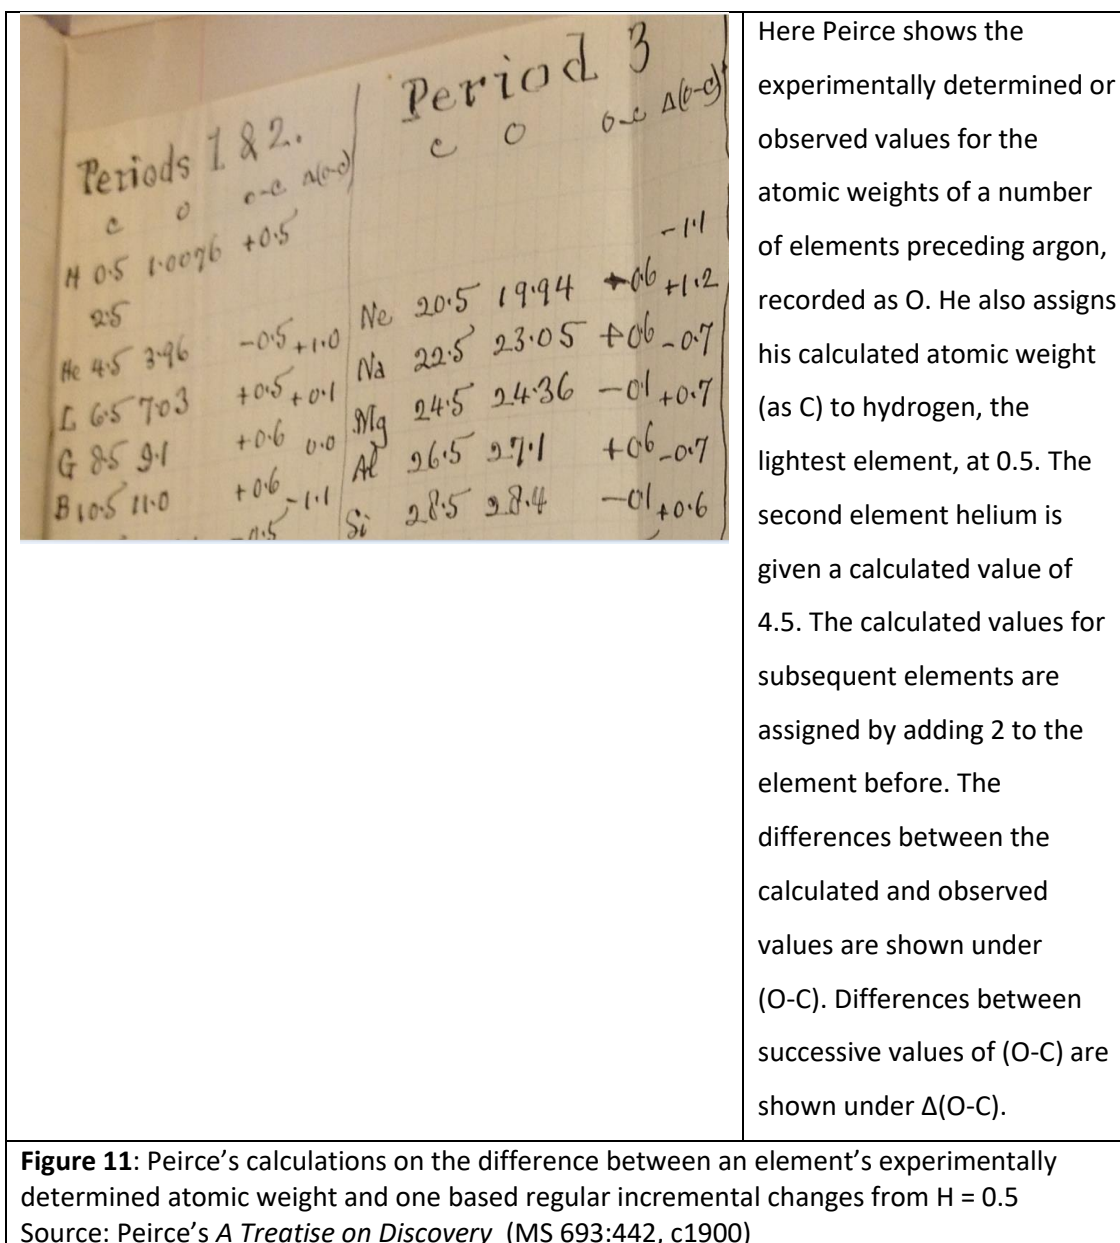 Periods 1 & 2.
C O O-C Δ(O-C)
H 0.5 1.0076 +0.5
2.5
He 4.5 3.96 -0.5 +1.0
L 6.5 7.03 +0.5 +0.1
G 8.5 9.1 +0.6 0.0
B 10.5 11.0 +0.6 -1.1
-0.5
Period 3
C O O-C Δ(O-C)
-1.1
Ne 20.5 19.94 -0.6 +1.2
Na 22.5 23.05 +0.6 -0.7
Mg 24.5 24.36 -0.1 +0.7
Al 26.5 27.1 +0.6 -0.7
Si 28.5 28.4 -0.1 +0.6
Here Peirce shows the
experimentally determined or
observed values for the
atomic weights of a number
of elements preceding argon,
recorded as O. He also assigns
his calculated atomic weight
(as C) to hydrogen, the
lightest element, at 0.5. The
second element helium is
given a calculated value of
4.5. The calculated values for
subsequent elements are
assigned by adding 2 to the
element before. The
differences between the
calculated and observed
values are shown under
(O-C). Differences between
successive values of (O-C) are
shown under Δ(O-C).
Figure 11: Peirce's calculations on the difference between an element's experimentally
determined atomic weight and one based regular incremental changes from H = 0.5
Source: Peirce's A Treatise on Discovery (MS 693:442, c1900)